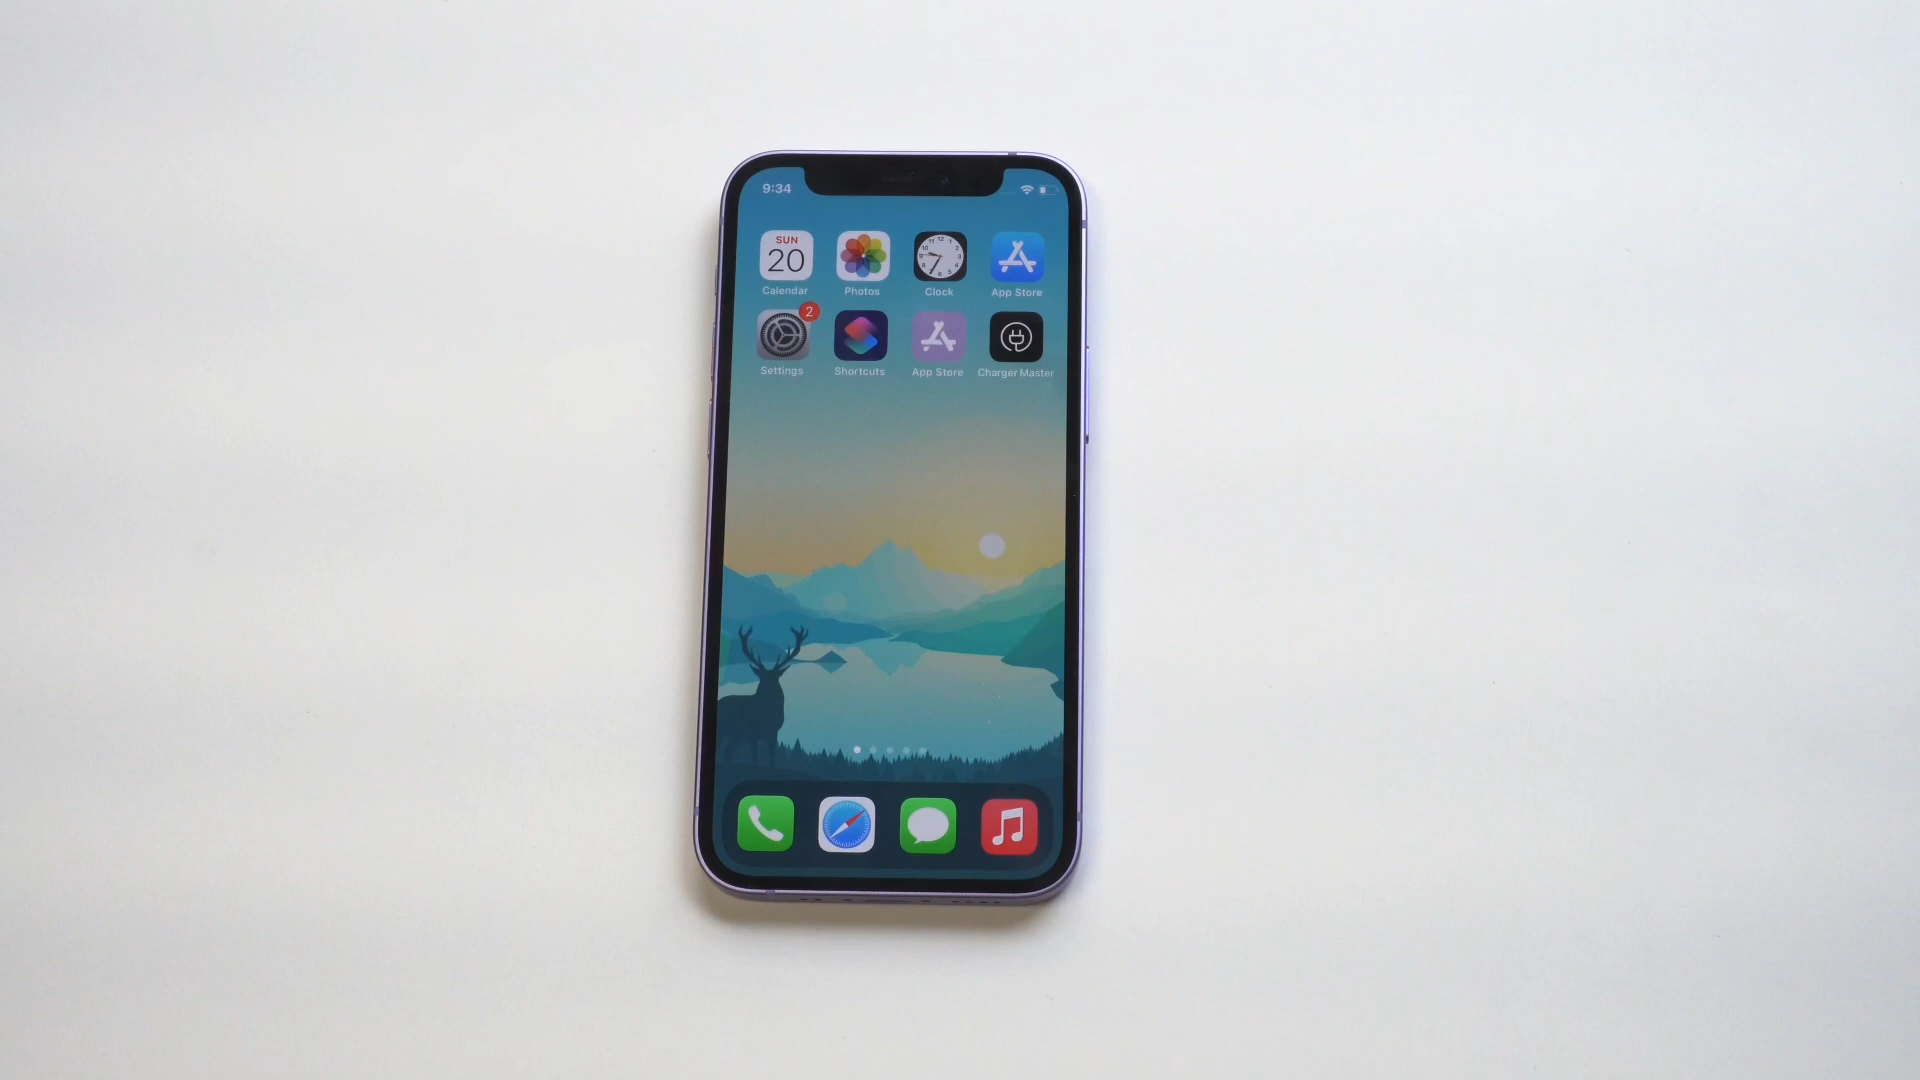 9:34
SUN
20
Calendar Photos Clock App Store
2
Settings Shortcuts App Store Charger Master